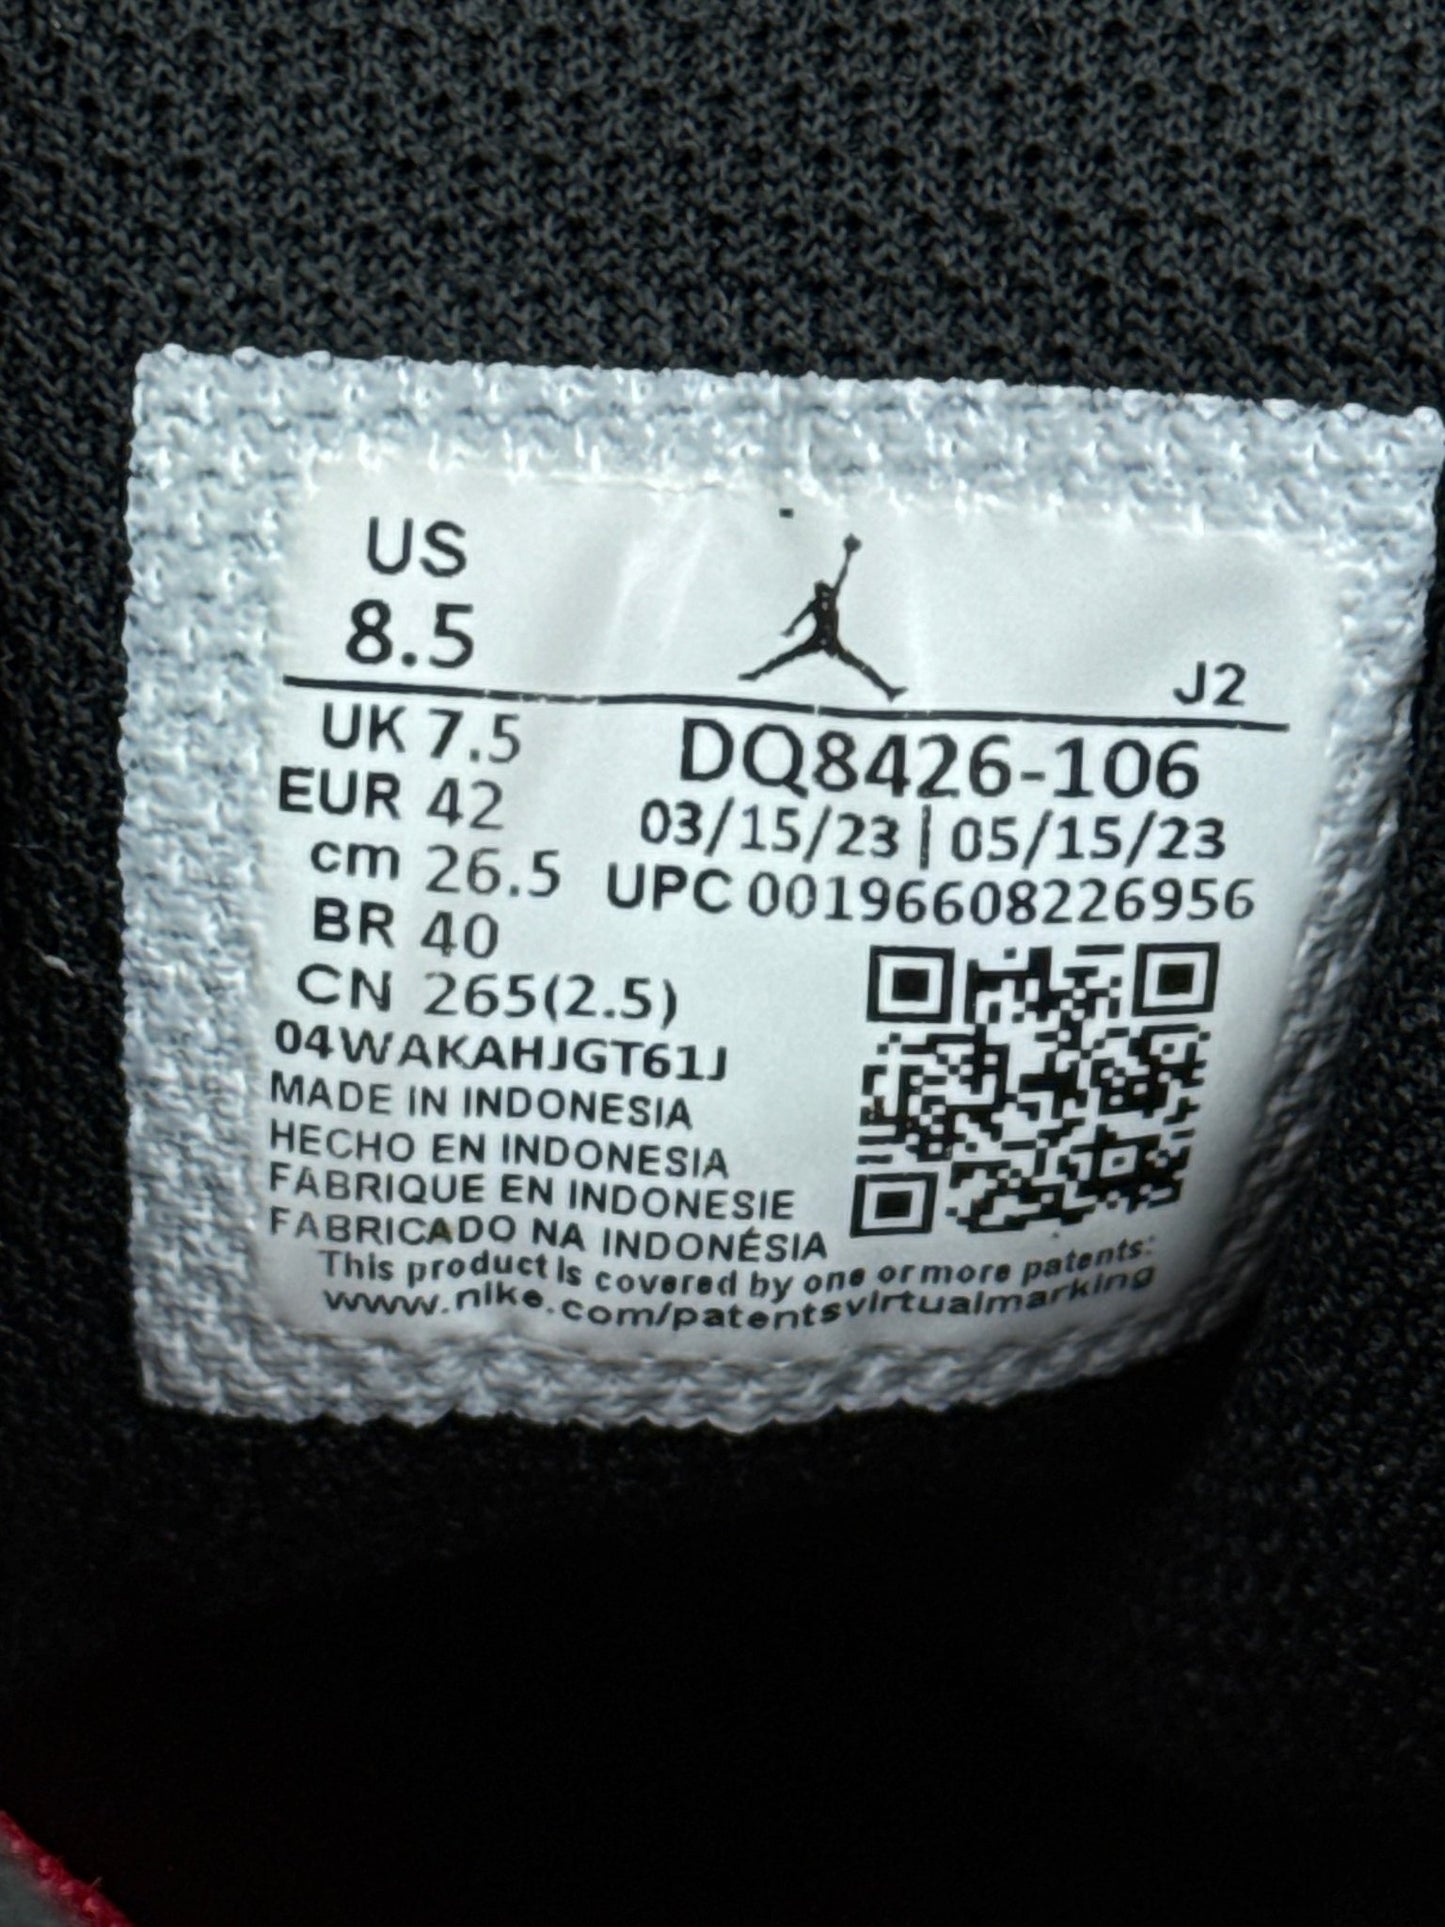 US
8.5
J2
UK 7.5
EUR 42
cm 26.5
BR 40
CN 265(2.5)
DQ8426-106
03/15/23 | 05/15/23
UPC 00196608226956
04WAKAHJGT61J
MADE IN INDONESIA
HECHO EN INDONESIA
FABRIQUE EN INDONESIE
FABRICADO NA INDONÉSIA
This product is covered by one or more patents:
www.nike.com/patentsvirtualmarking